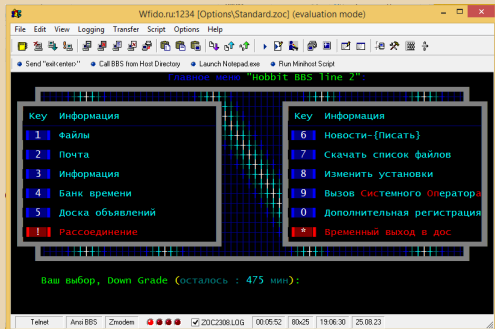 Wfido.ru:1234 [Options\Standard.zoc] (evaluation mode)
File Edit View Logging Transfer Script Options Help
Send "exit<enter>" Call BBS from Host Directory Launch Notepad.exe Run Minihost Script
Главное меню "Hobbit BBS line 2"
Key Информация Key Информация
1 Файлы 6 Новости-{Писать}
2 Почта 7 Скачать список файлов
3 Информация 8 Изменить установки
4 Банк времени 9 Вызов Системного Оператора
5 Доска объявлений 0 Дополнительная регистрация
! Рассоединение * Временный выход в дос
Ваш выбор, Down Grade (осталось : 475 мин):
Telnet Ansi BBS Zmodem ZOC2308.LOG 00:05:52 80x25 19:06:30 25.08.23